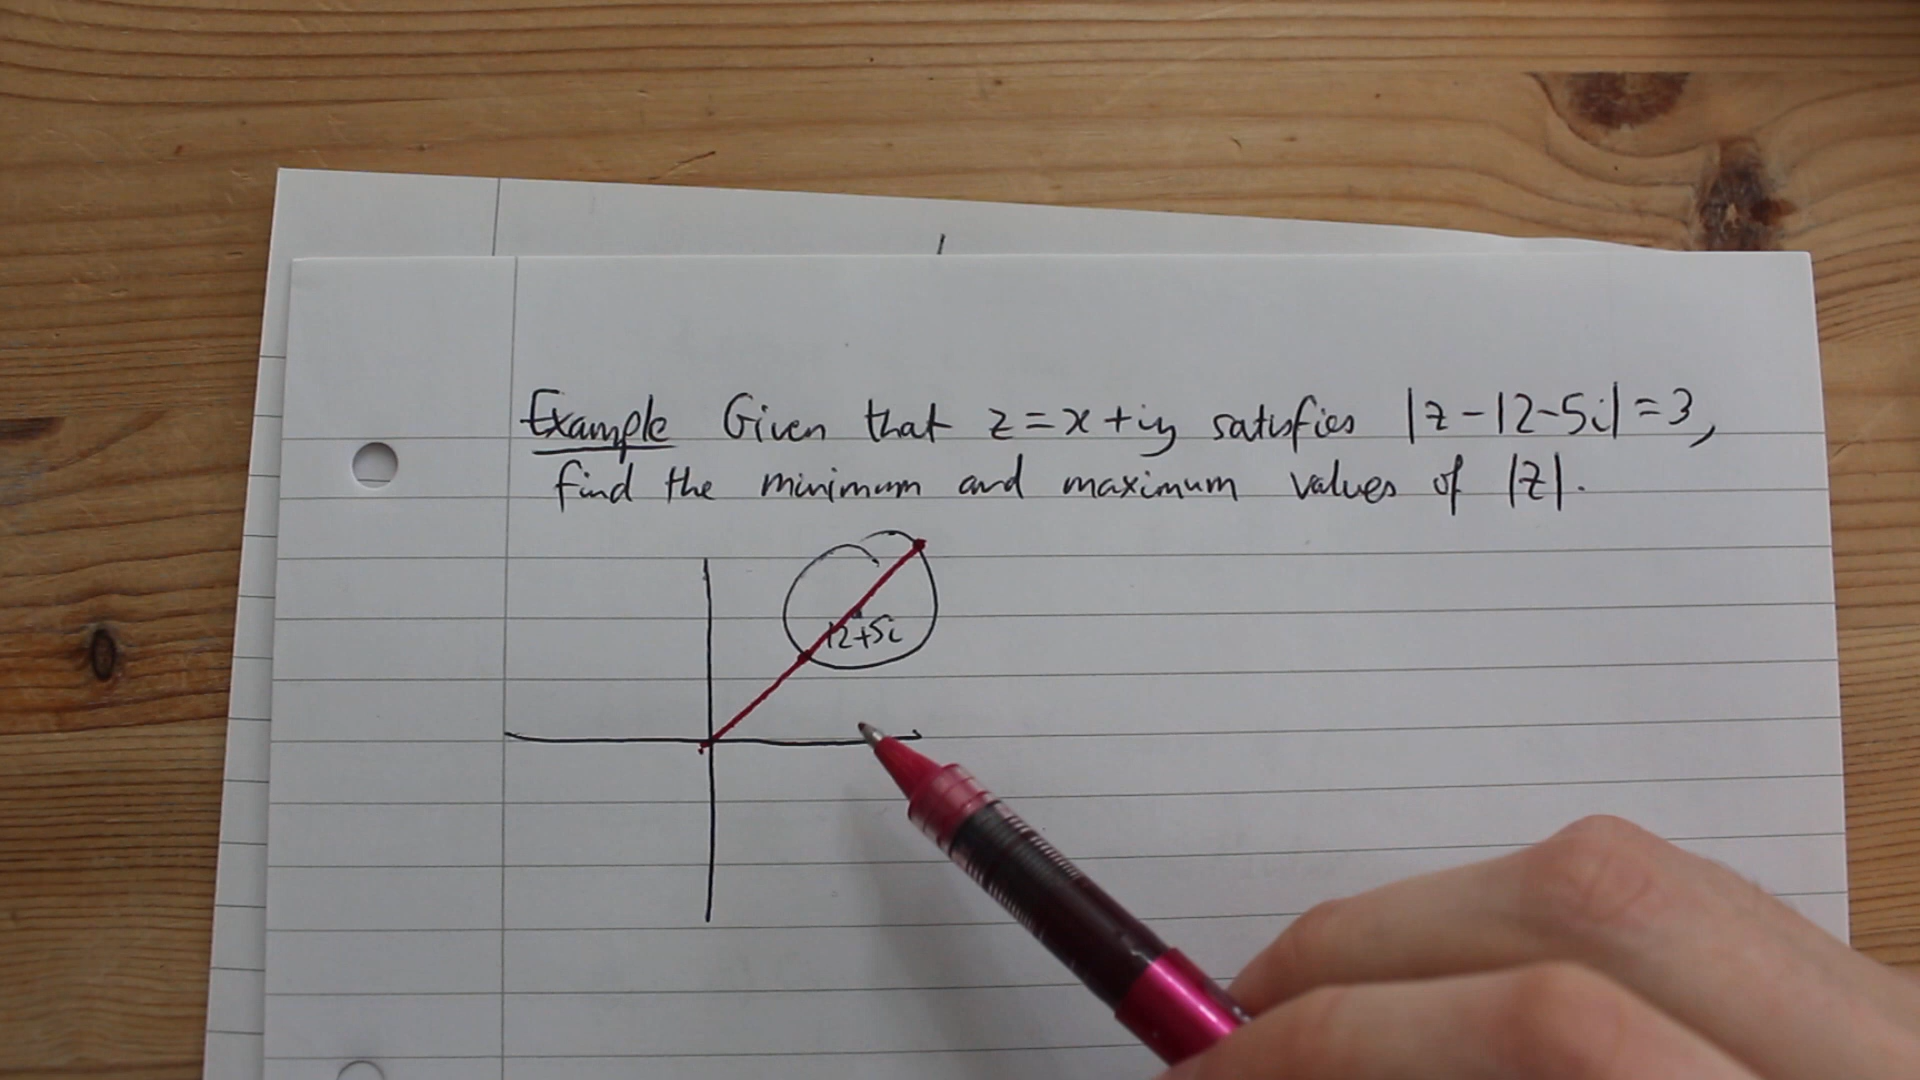 Example Given that z = x + iy satisfies |z - 12 - 5i| = 3,
find the minimum and maximum values of |z|.
12+5i